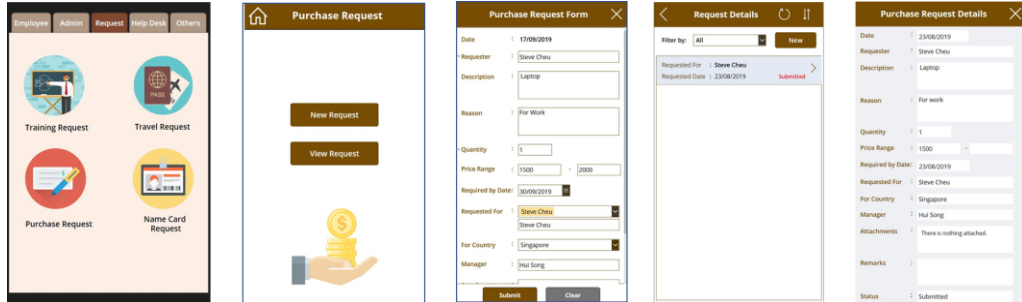 Employee Admin Request Help Desk Others
Training Request
PASS
Travel Request
Purchase Request
Name Card
Request
Purchase Request
New Request
View Request
Purchase Request Form
Date : 17/09/2019
*Requester : Steve Cheu
Description : Laptop
Reason : For Work
*Quantity : 1
Price Range : 1500 - 2000
Required by Date: 30/09/2019
Requested For : Steve Cheu
Steve Cheu
For Country : Singapore
Manager : Hui Song
Submit Clear
Request Details
Filter by: All New
Requested For : Steve Cheu
Requested Date : 23/08/2019 Submitted
Purchase Request Details
Date : 23/08/2019
Requester : Steve Cheu
Description : Laptop
Reason : For work
Quantity : 1
Price Range : 1500 -
Required by Date: 23/08/2019
Requested For : Steve Cheu
For Country : Singapore
Manager : Hui Song
Attachments : There is nothing attached.
Remarks :
Status : Submitted